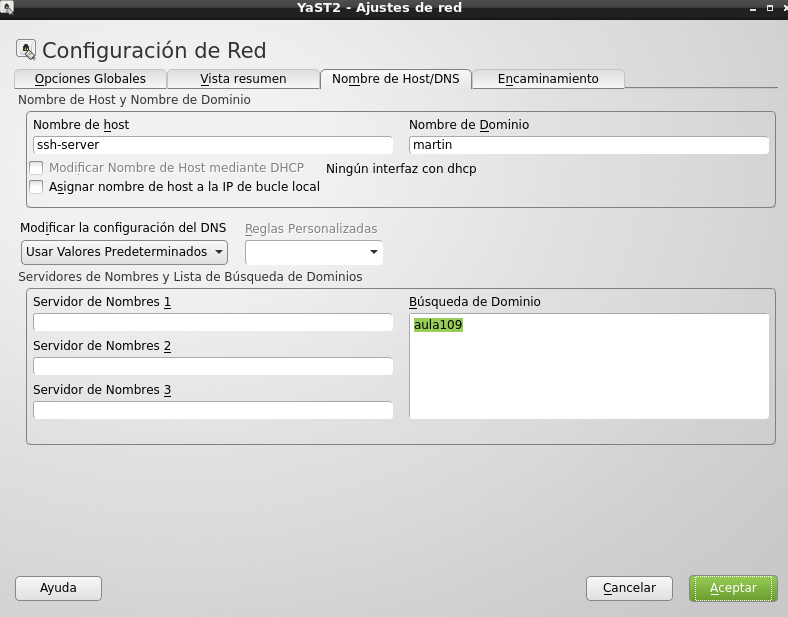 YaST2 - Ajustes de red
Configuración de Red
Opciones Globales Vista resumen Nombre de Host/DNS Encaminamiento
Nombre de Host y Nombre de Dominio
Nombre de host Nombre de Dominio
ssh-server martin
Modificar Nombre de Host mediante DHCP Ningún interfaz con dhcp
Asignar nombre de host a la IP de bucle local
Modificar la configuración del DNS Reglas Personalizadas
Usar Valores Predeterminados
Servidores de Nombres y Lista de Búsqueda de Dominios
Servidor de Nombres 1 Búsqueda de Dominio
aula109
Servidor de Nombres 2
Servidor de Nombres 3
Ayuda Cancelar Aceptar